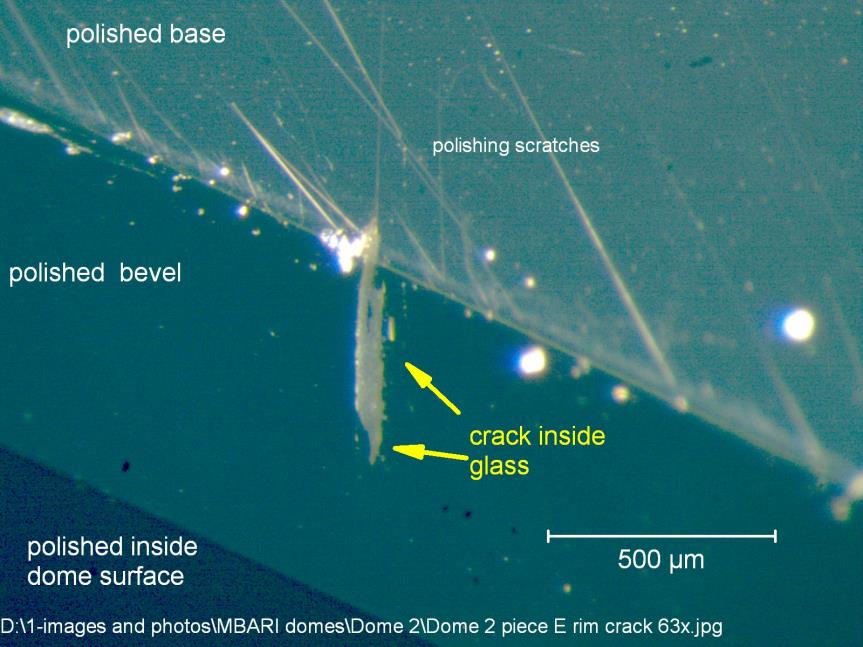 polished base
polishing scratches
polished bevel
crack inside
glass
500 µm
polished inside
dome surface
D:\1-images and photos\MBARI domes\Dome 2\Dome 2 piece E rim crack 63x.jpg